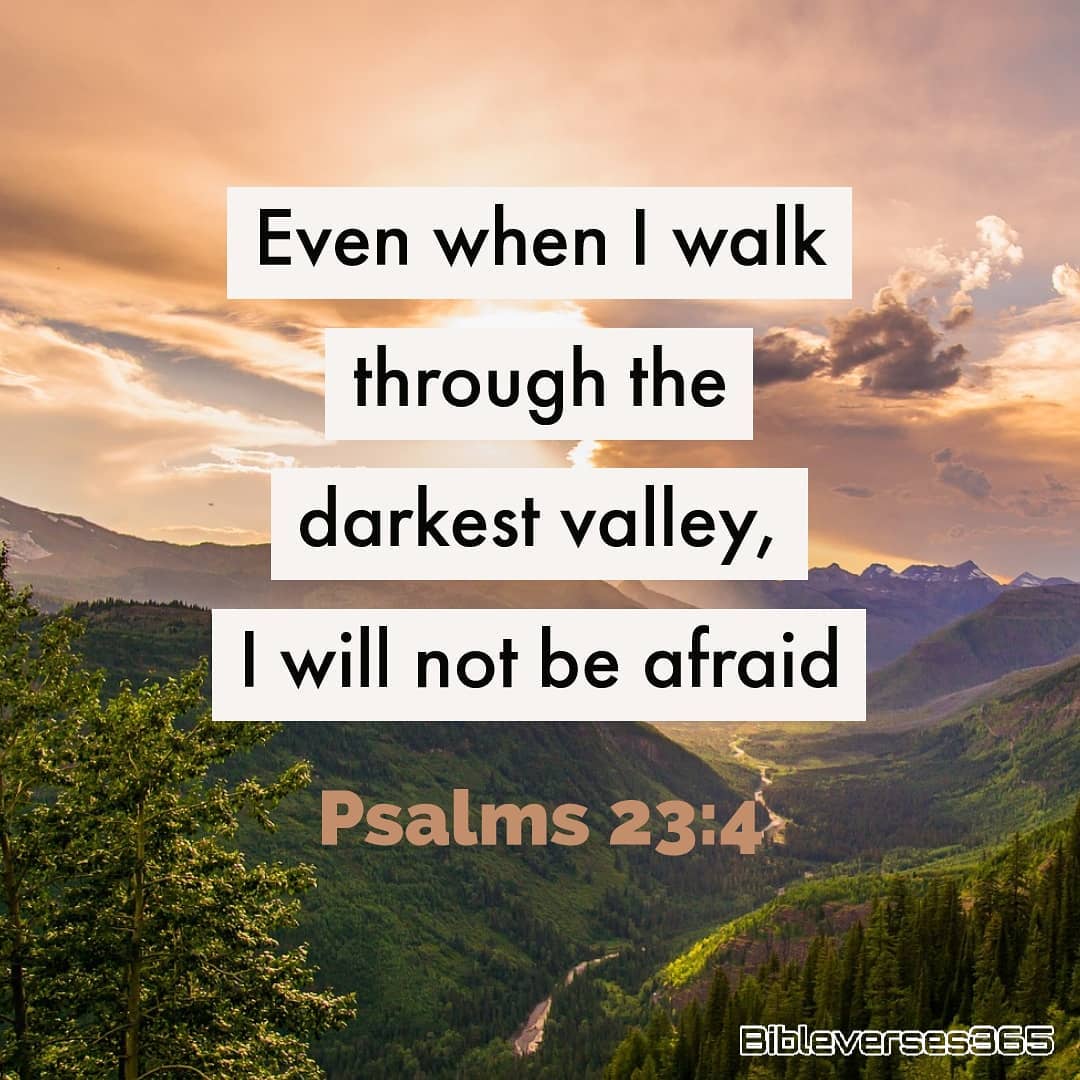 Even when I walk
through the
darkest valley,
I will not be afraid
Psalms 23:4
Bibleverses365